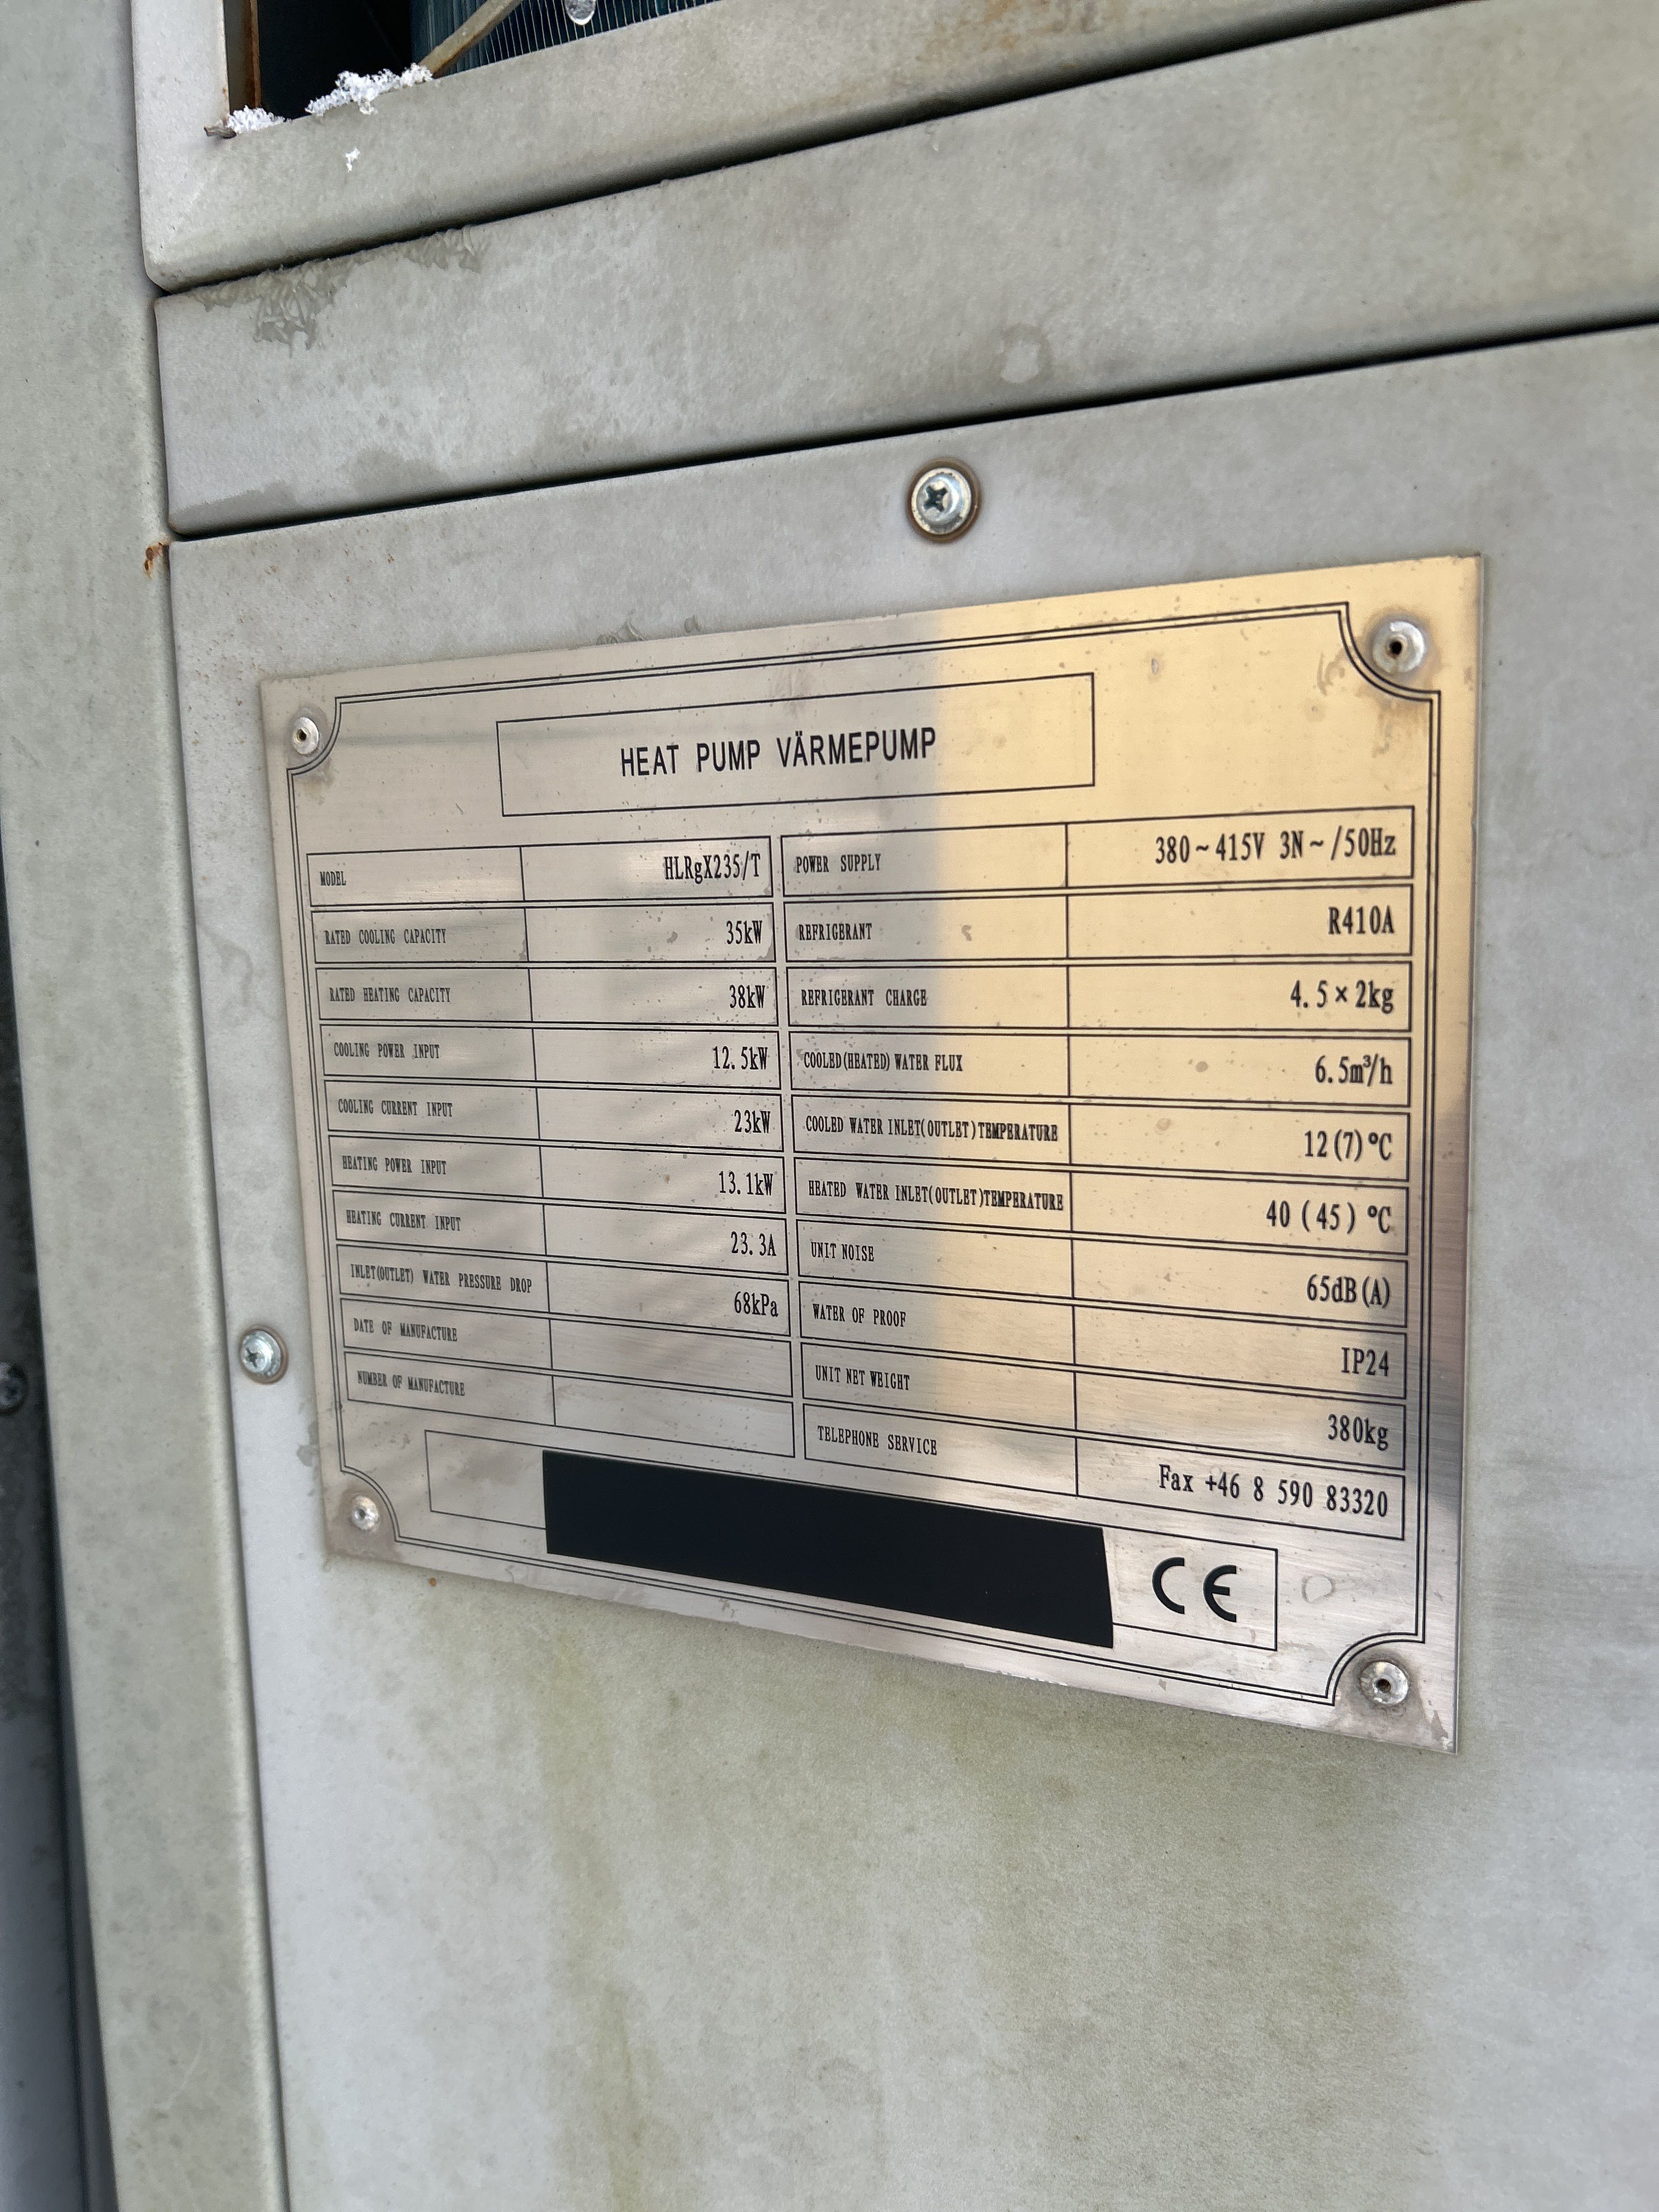 HEAT PUMP VÄRMEPUMP
MODEL HLRgX235/T
RATED COOLING CAPACITY 35kW
RATED HEATING CAPACITY 38kW
COOLING POWER INPUT 12.5kW
COOLING CURRENT INPUT 23kW
HEATING POWER INPUT 13.1kW
HEATING CURRENT INPUT 23.3A
INLET(OUTLET) WATER PRESSURE DROP 68kPa
DATE OF MANUFACTURE
NUMBER OF MANUFACTURE
POWER SUPPLY 380~415V 3N~/50Hz
REFRIGERANT R410A
REFRIGERANT CHARGE 4.5×2kg
COOLED(HEATED) WATER FLUX 6.5m³/h
COOLED WATER INLET(OUTLET)TEMPERATURE 12(7)℃
HEATED WATER INLET(OUTLET)TEMPERATURE 40(45)℃
UNIT NOISE 65dB(A)
WATER OF PROOF IP24
UNIT NET WEIGHT 380kg
TELEPHONE SERVICE Fax +46 8 590 83320
CE